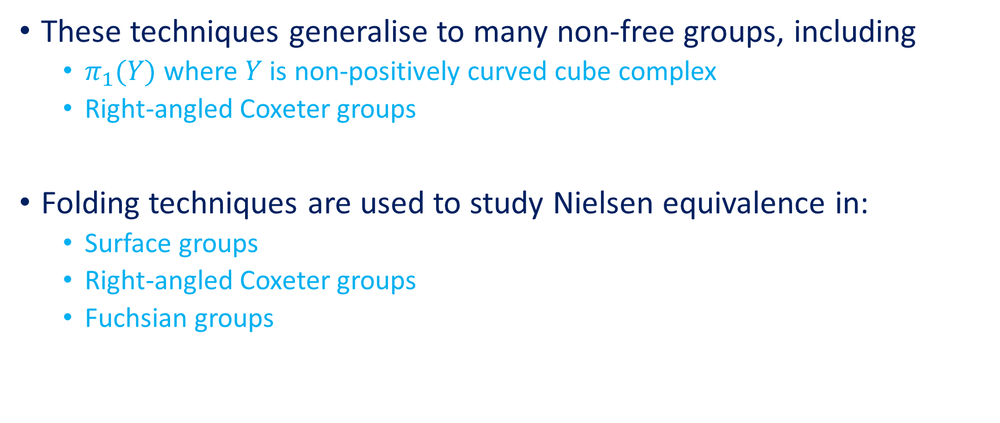 • These techniques generalise to many non-free groups, including
• π₁(Y) where Y is non-positively curved cube complex
• Right-angled Coxeter groups
• Folding techniques are used to study Nielsen equivalence in:
• Surface groups
• Right-angled Coxeter groups
• Fuchsian groups